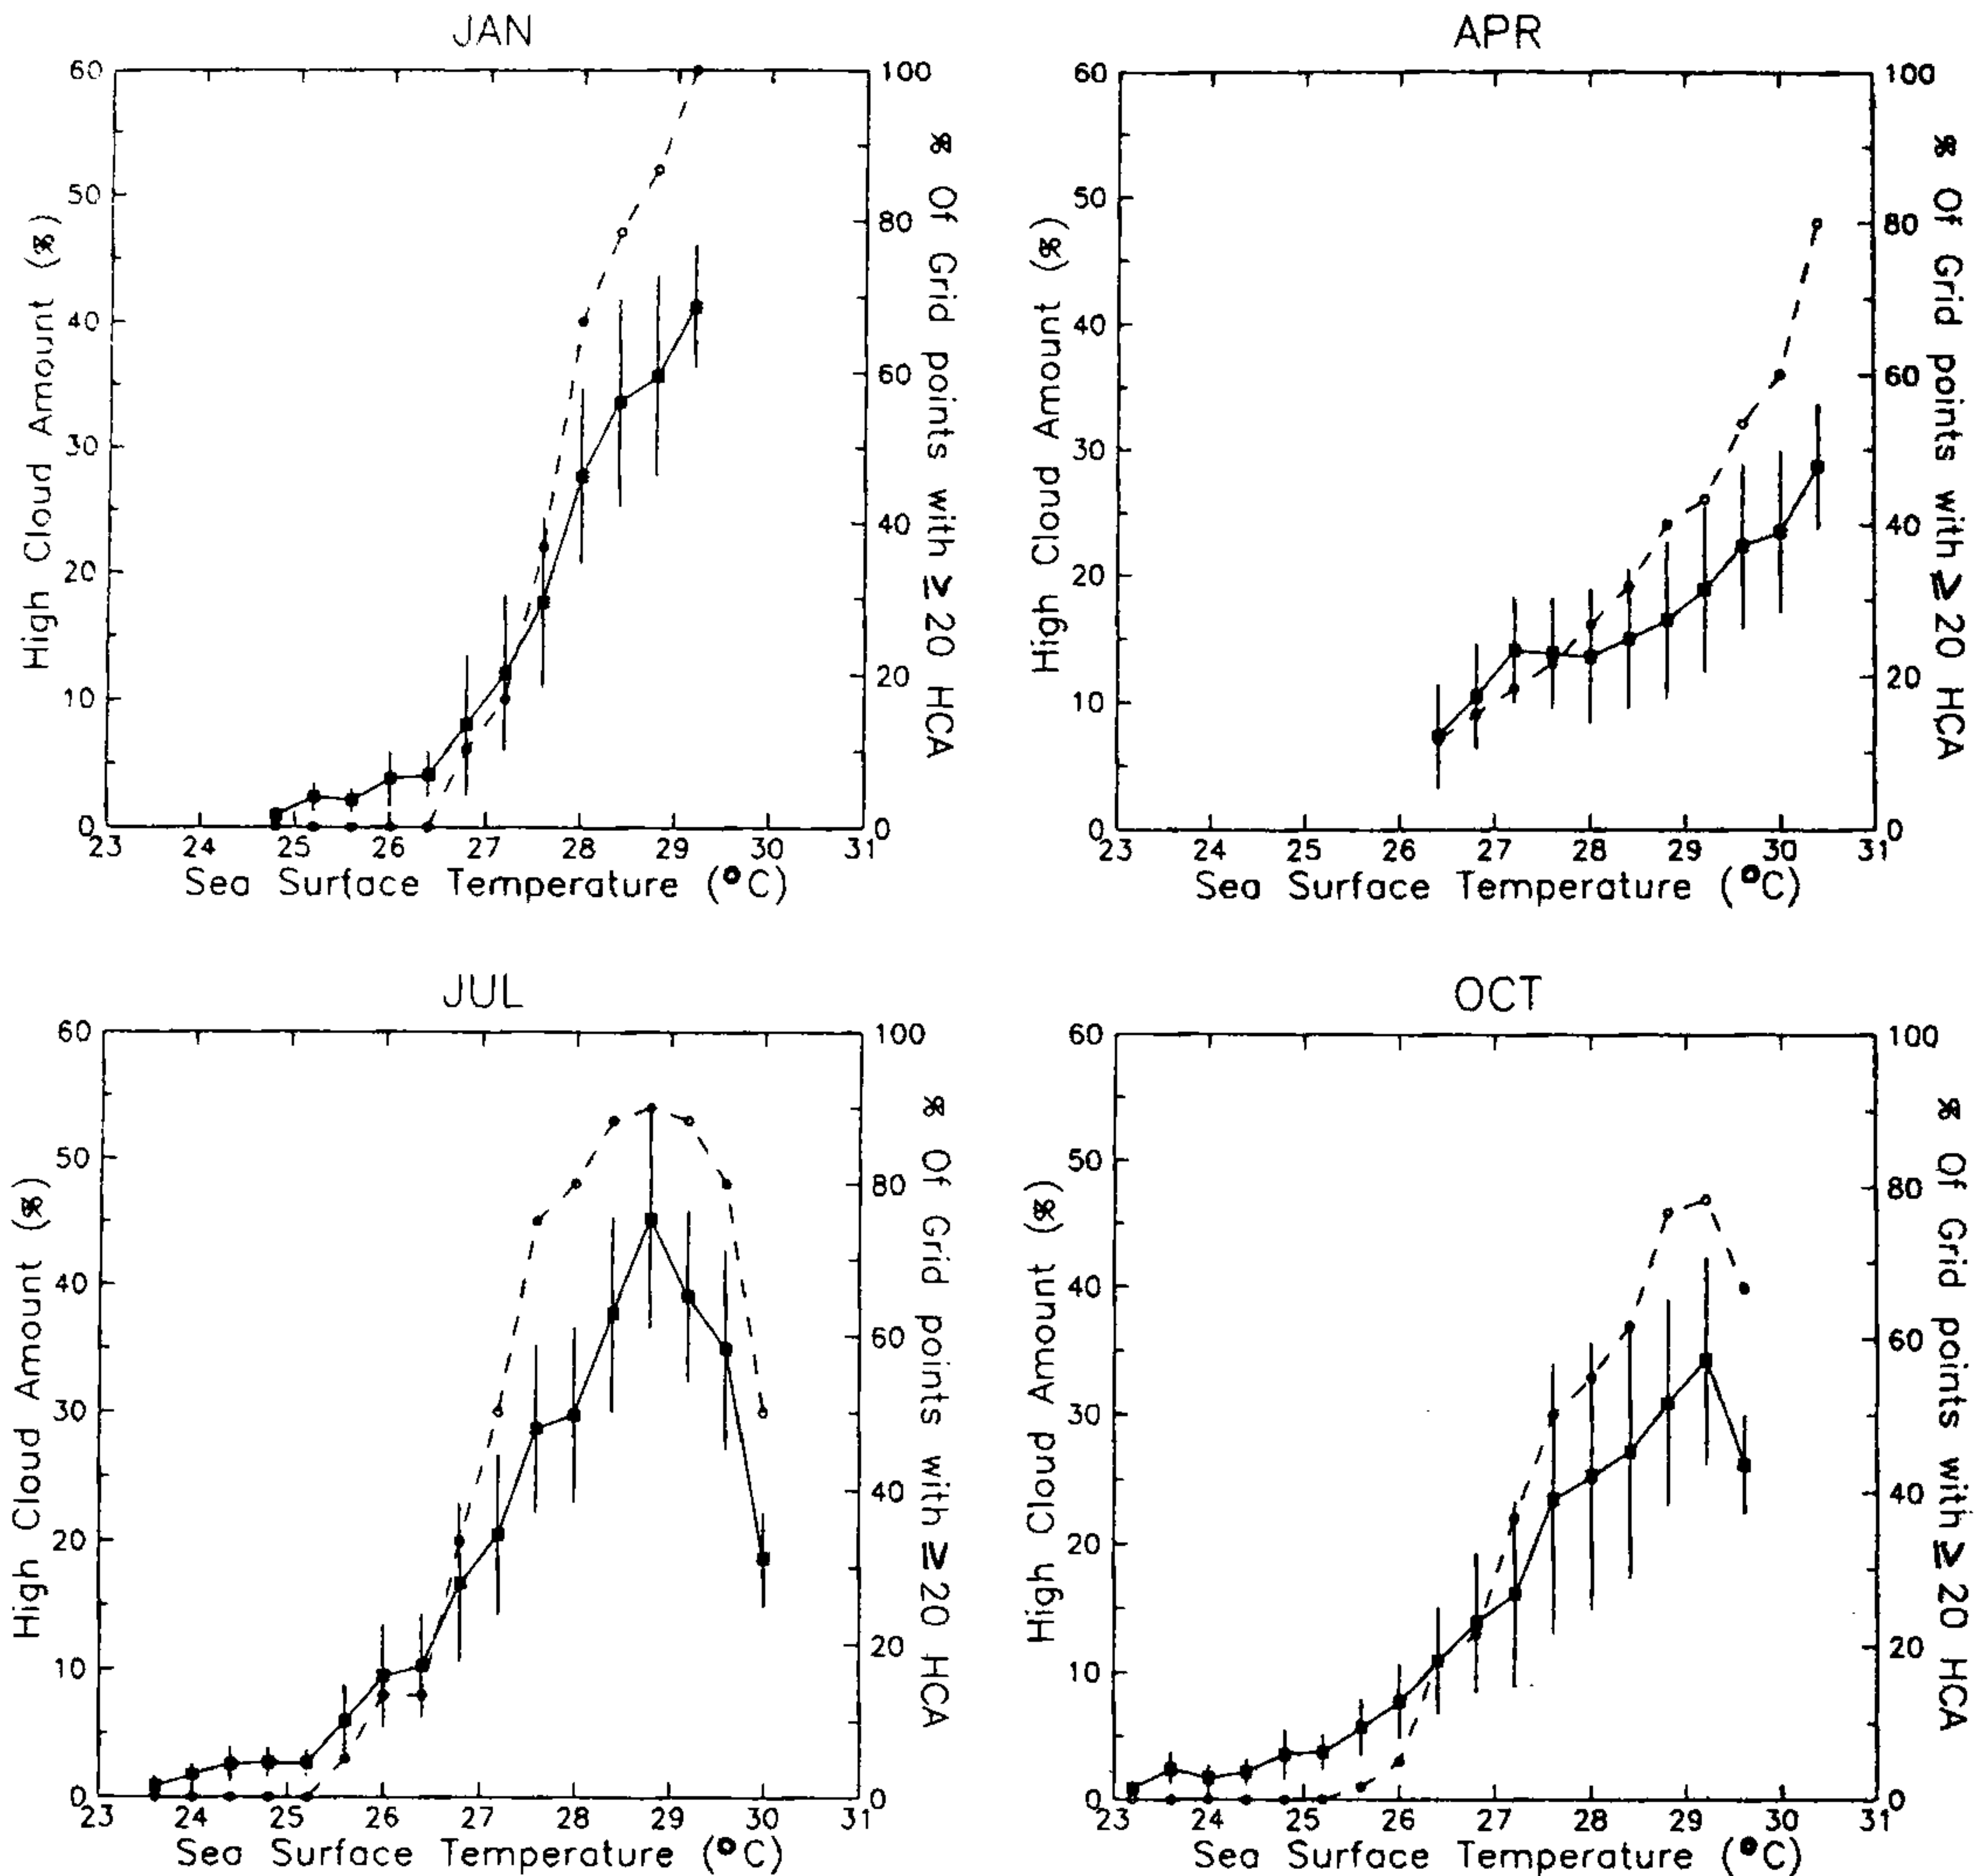 JAN
60
50
40
30
20
10
0
High Cloud Amount (%)
100
80
60
40
20
0
% Of Grid points with ≥ 20 HCA
23 24 25 26 27 28 29 30 31
Sea Surface Temperature (°C)
APR
60
50
40
30
20
10
0
High Cloud Amount (%)
100
80
60
40
20
0
% Of Grid points with ≥ 20 HCA
23 24 25 26 27 28 29 30 31
Sea Surface Temperature (°C)
JUL
60
50
40
30
20
10
0
High Cloud Amount (%)
100
80
60
40
20
0
% Of Grid points with ≥ 20 HCA
23 24 25 26 27 28 29 30 31
Sea Surface Temperature (°C)
OCT
60
50
40
30
20
10
0
High Cloud Amount (%)
100
80
60
40
20
0
% Of Grid points with ≥ 20 HCA
23 24 25 26 27 28 29 30 31
Sea Surface Temperature (°C)